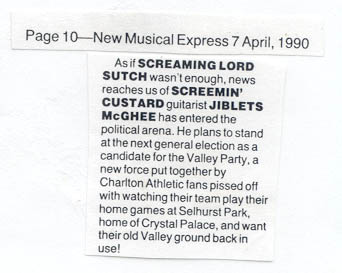 Page 10—New Musical Express 7 April, 1990
As if SCREAMING LORD
SUTCH wasn't enough, news
reaches us of SCREEMIN'
CUSTARD guitarist JIBLETS
McGHEE has entered the
political arena. He plans to stand
at the next general election as a
candidate for the Valley Party, a
new force put together by
Charlton Athletic fans pissed off
with watching their team play their
home games at Selhurst Park,
home of Crystal Palace, and want
their old Valley ground back in
use!